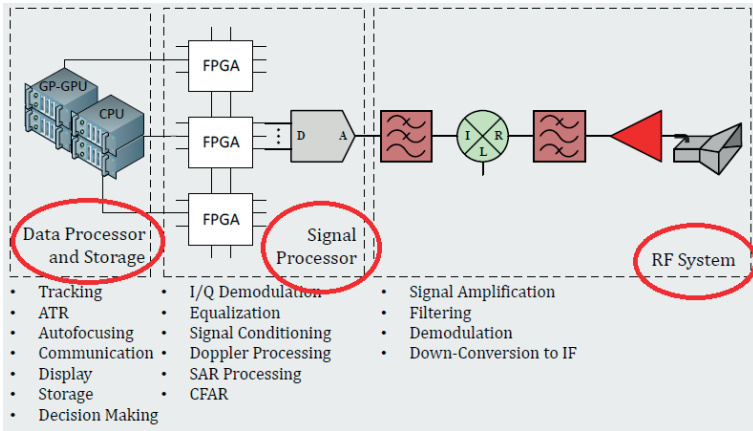 FPGA
GP-GPU
CPU
FPGA
D A
I R
L
FPGA
Data Processor
and Storage
Signal
Processor
RF System
• Tracking
• ATR
• Autofocusing
• Communication
• Display
• Storage
• Decision Making
• I/Q Demodulation
• Equalization
• Signal Conditioning
• Doppler Processing
• SAR Processing
• CFAR
• Signal Amplification
• Filtering
• Demodulation
• Down-Conversion to IF